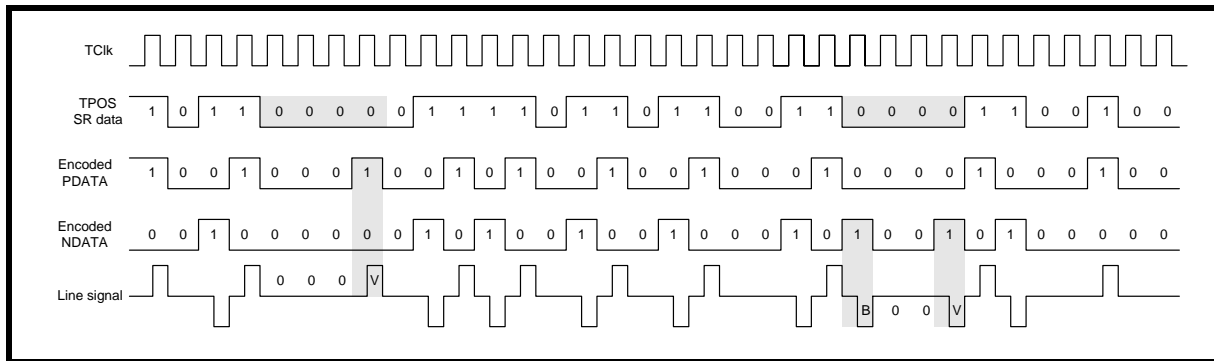 TClk
TPOS
SR data
1 0 1 1 0 0 0 0 0 1 1 1 1 0 1 1 0 1 1 0 0 1 1 0 0 0 0 1 1 0 0 1 0 0
Encoded
PDATA
1 0 0 1 0 0 0 1 0 0 1 0 1 0 0 1 0 0 1 0 0 0 1 0 0 0 0 1 0 0 0 1 0 0
Encoded
NDATA
0 0 1 0 0 0 0 0 0 1 0 1 0 0 1 0 0 1 0 0 0 1 0 1 0 0 1 0 1 0 0 0 0 0
Line signal
0 0 0 V
B 0 0 V